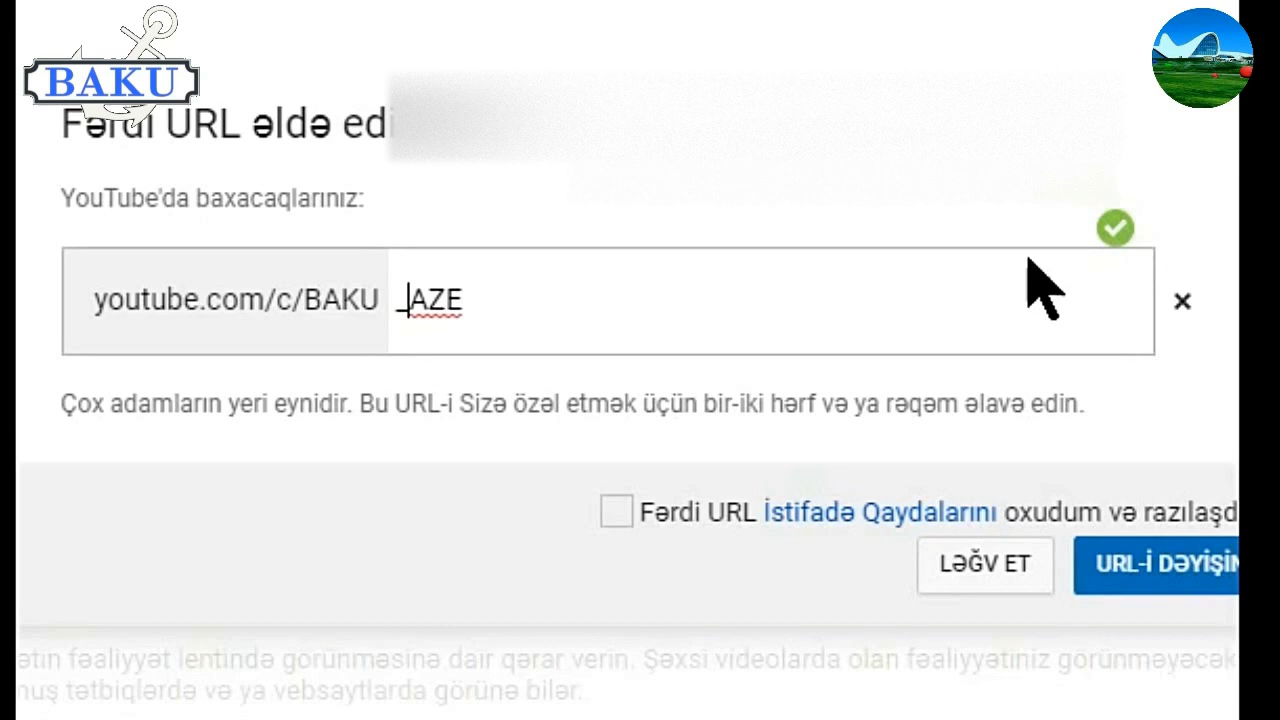 BAKU
Fərdi URL əldə edi
YouTube'da baxacaqlarınız:
youtube.com/c/BAKU _AZE
Çox adamların yeri eynidir. Bu URL-i Sizə özəl etmək üçün bir-iki hərf və ya rəqəm əlavə edin.
Fərdi URL İstifadə Qaydalarını oxudum və razılaşd
LƏĞV ET URL-İ DƏYİŞİN
ətin fəaliyyət lentində görünməsinə dair qərar verin. Şəxsi videolarda olan fəaliyyətiniz görünməyəcək
muş tətbiqlərdə və ya vebsaytlarda görünə bilər.